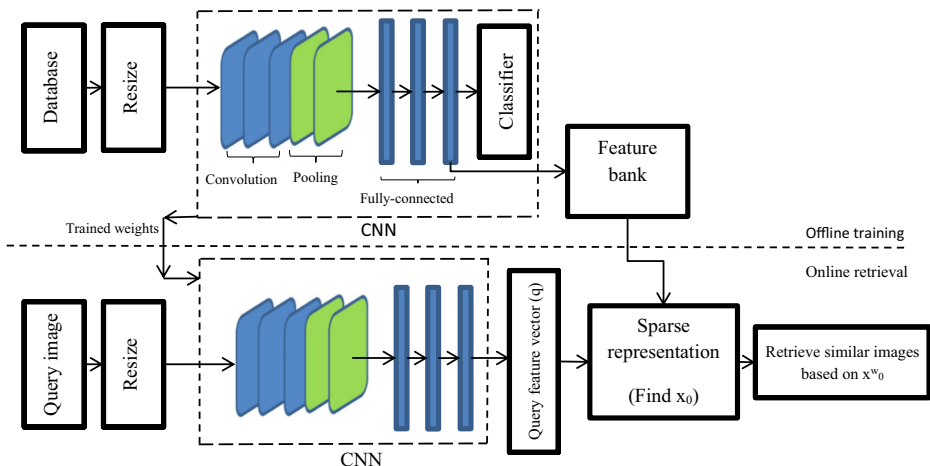 Database
Resize
Convolution
Pooling
Fully-connected
Classifier
CNN
Feature
bank
Trained weights
Offline training
Online retrieval
Query image
Resize
CNN
Query feature vector (q)
Sparse
representation
(Find x₀)
Retrieve similar images
based on xʷ₀